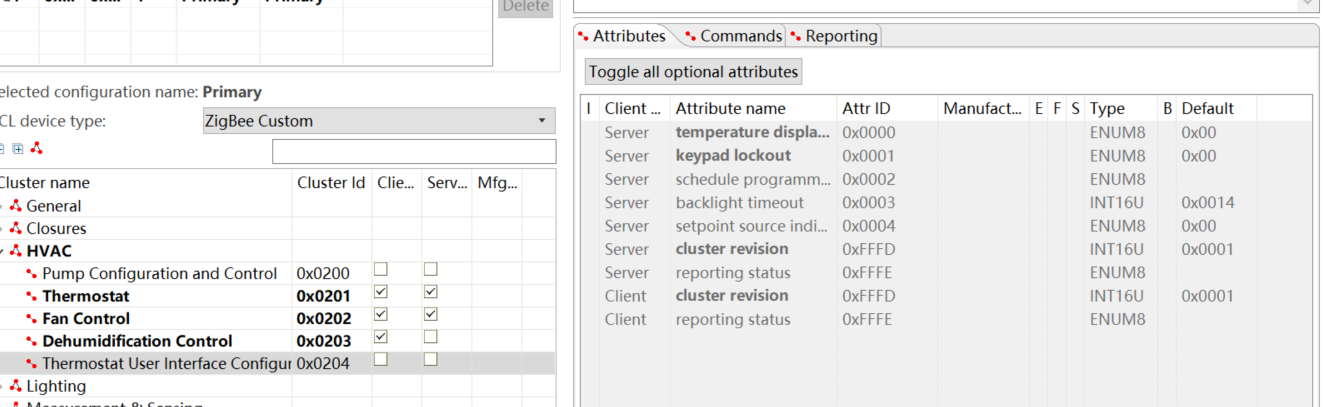 Primary Primary
Delete
elected configuration name: Primary
CL device type: ZigBee Custom
Cluster name Cluster Id Clie... Serv... Mfg...
General
Closures
HVAC
Pump Configuration and Control 0x0200
Thermostat 0x0201
Fan Control 0x0202
Dehumidification Control 0x0203
Thermostat User Interface Configur 0x0204
Lighting
Measurement & Sensing
Attributes Commands Reporting
Toggle all optional attributes
I Client ... Attribute name Attr ID Manufact... E F S Type B Default
Server temperature displa... 0x0000 ENUM8 0x00
Server keypad lockout 0x0001 ENUM8 0x00
Server schedule programm... 0x0002 ENUM8
Server backlight timeout 0x0003 INT16U 0x0014
Server setpoint source indi... 0x0004 ENUM8 0x00
Server cluster revision 0xFFFD INT16U 0x0001
Server reporting status 0xFFFE ENUM8
Client cluster revision 0xFFFD INT16U 0x0001
Client reporting status 0xFFFE ENUM8